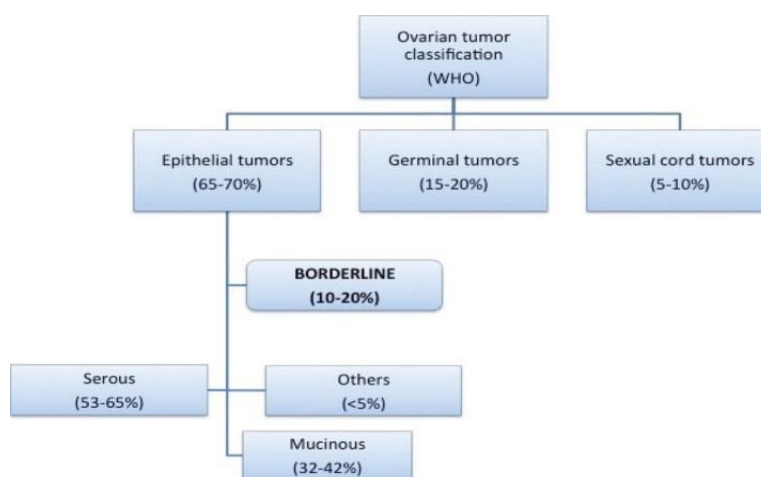 Ovarian tumor
classification
(WHO)
Epithelial tumors
(65-70%)
Germinal tumors
(15-20%)
Sexual cord tumors
(5-10%)
BORDERLINE
(10-20%)
Serous
(53-65%)
Others
(<5%)
Mucinous
(32-42%)